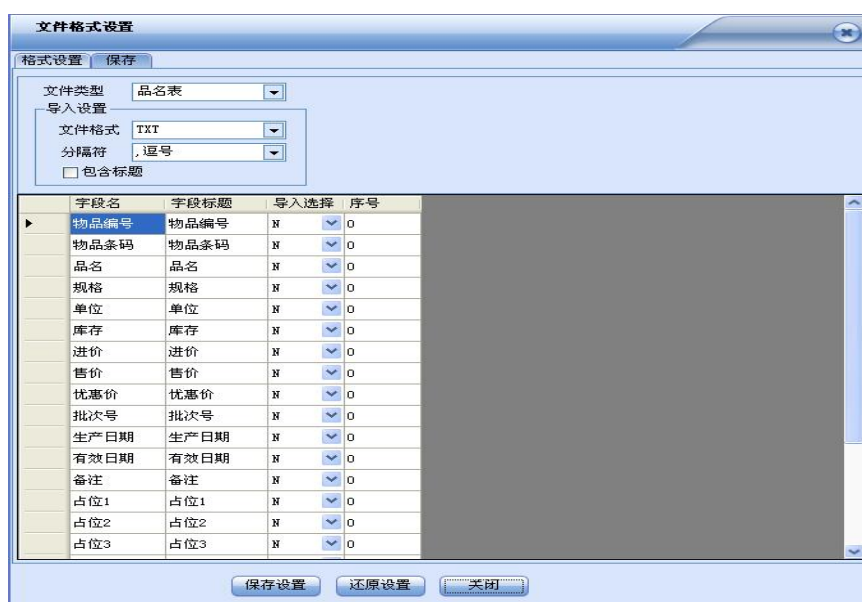 文件格式设置
格式设置 保存
文件类型 品名表
导入设置
文件格式 TXT
分隔符 ,逗号
包含标题
字段名 字段标题 导入选择 序号
物品编号 物品编号 N 0
物品条码 物品条码 N 0
品名 品名 N 0
规格 规格 N 0
单位 单位 N 0
库存 库存 N 0
进价 进价 N 0
售价 售价 N 0
优惠价 优惠价 N 0
批次号 批次号 N 0
生产日期 生产日期 N 0
有效日期 有效日期 N 0
备注 备注 N 0
占位1 占位1 N 0
占位2 占位2 N 0
占位3 占位3 N 0
保存设置 还原设置 关闭